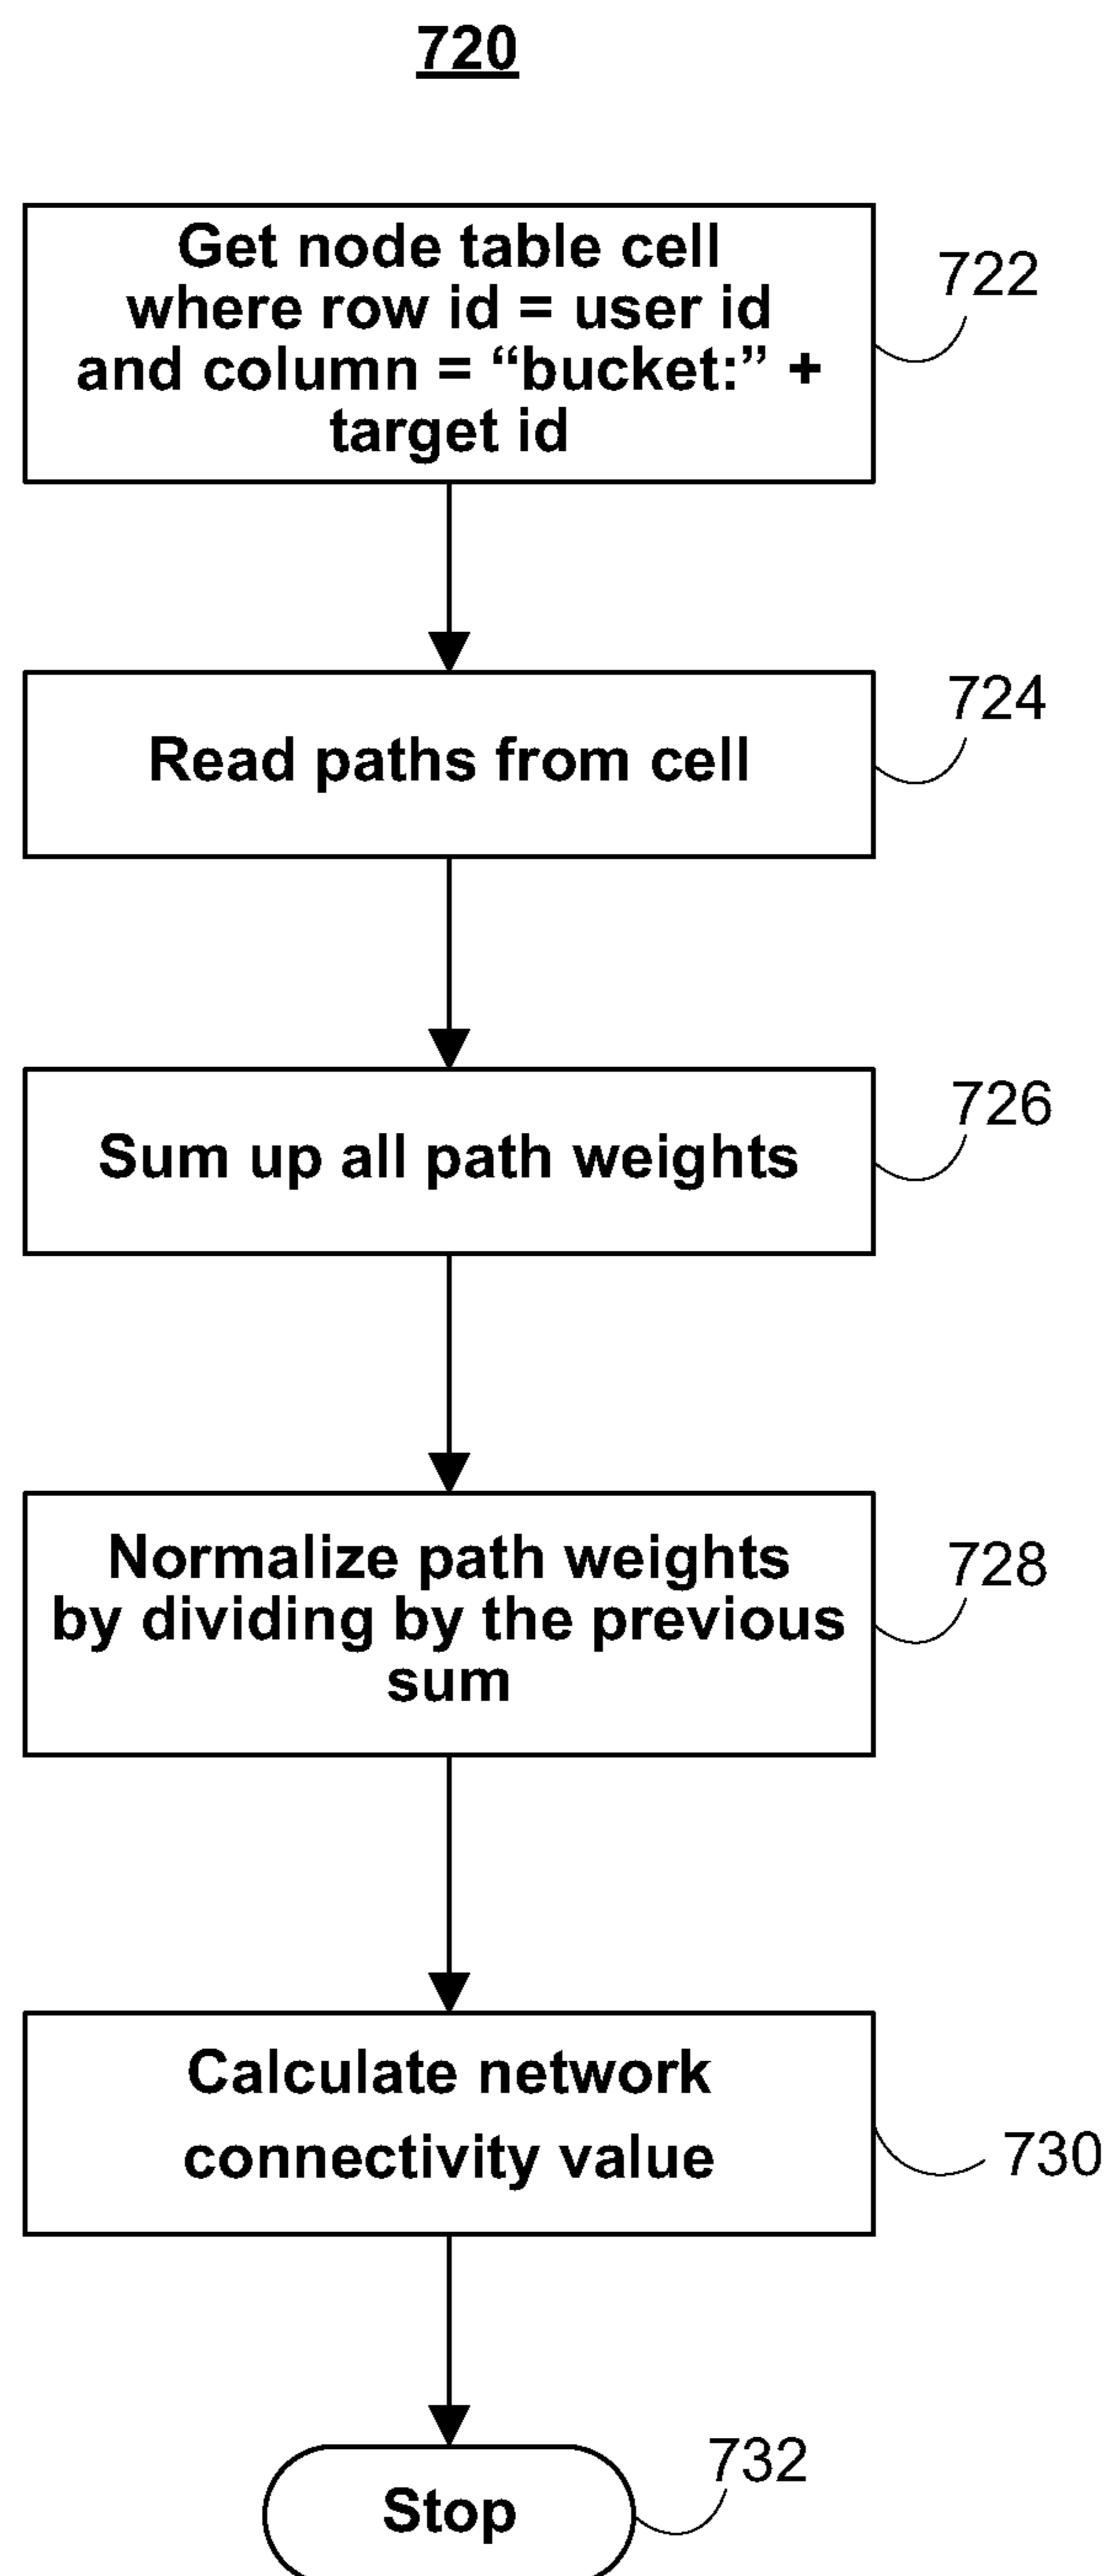 720
Get node table cell
where row id = user id
and column = “bucket:” +
target id
722
Read paths from cell
724
Sum up all path weights
726
Normalize path weights
by dividing by the previous
sum
728
Calculate network
connectivity value
730
Stop
732